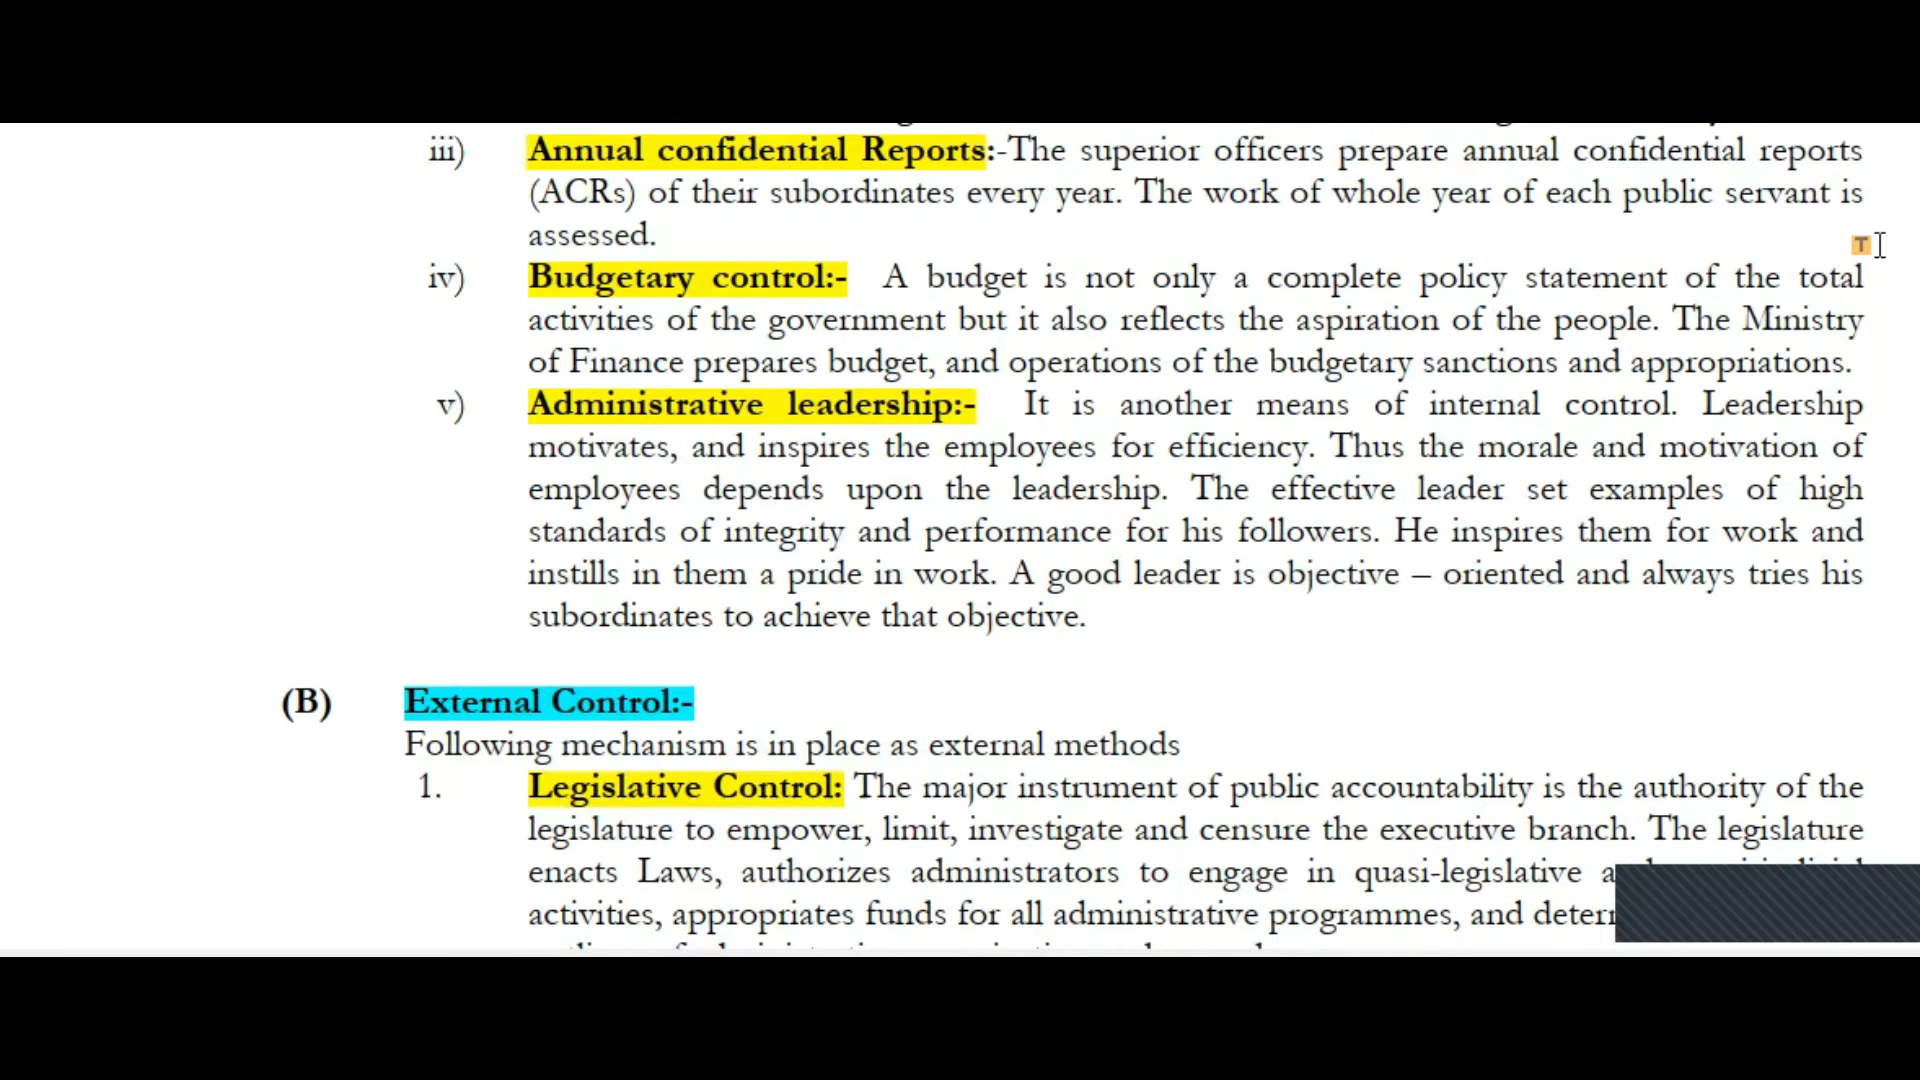 iii) Annual confidential Reports:-The superior officers prepare annual confidential reports
(ACRs) of their subordinates every year. The work of whole year of each public servant is
assessed.
T
iv) Budgetary control:- A budget is not only a complete policy statement of the total
activities of the government but it also reflects the aspiration of the people. The Ministry
of Finance prepares budget, and operations of the budgetary sanctions and appropriations.
v) Administrative leadership:- It is another means of internal control. Leadership
motivates, and inspires the employees for efficiency. Thus the morale and motivation of
employees depends upon the leadership. The effective leader set examples of high
standards of integrity and performance for his followers. He inspires them for work and
instills in them a pride in work. A good leader is objective – oriented and always tries his
subordinates to achieve that objective.
(B) External Control:-
Following mechanism is in place as external methods
1. Legislative Control: The major instrument of public accountability is the authority of the
legislature to empower, limit, investigate and censure the executive branch. The legislature
enacts Laws, authorizes administrators to engage in quasi-legislative
activities, appropriates funds for all administrative programmes, and